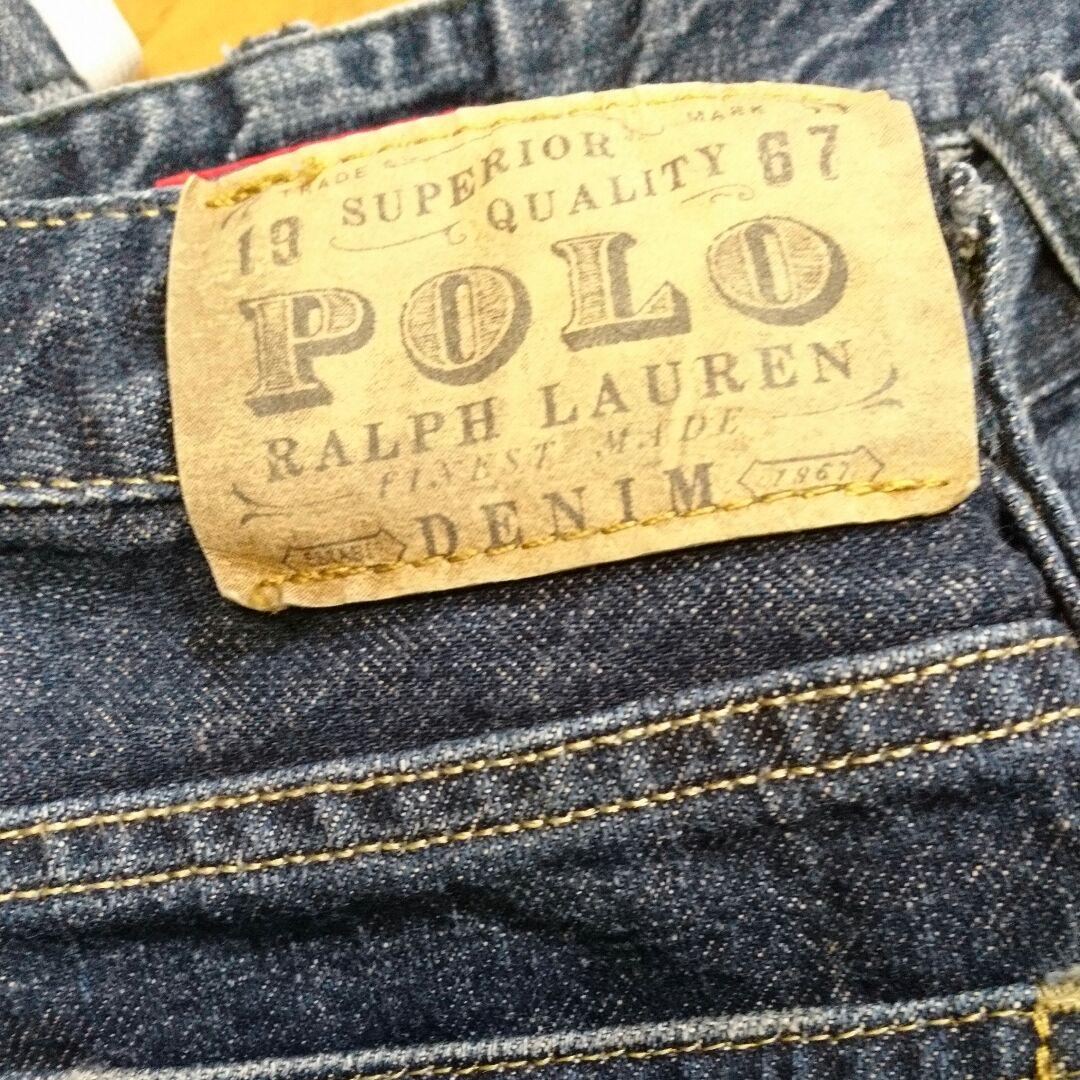 TRADE MARK
SUPERIOR
19 QUALITY 67
POLO
RALPH LAUREN
FINEST MADE
DENIM 1967